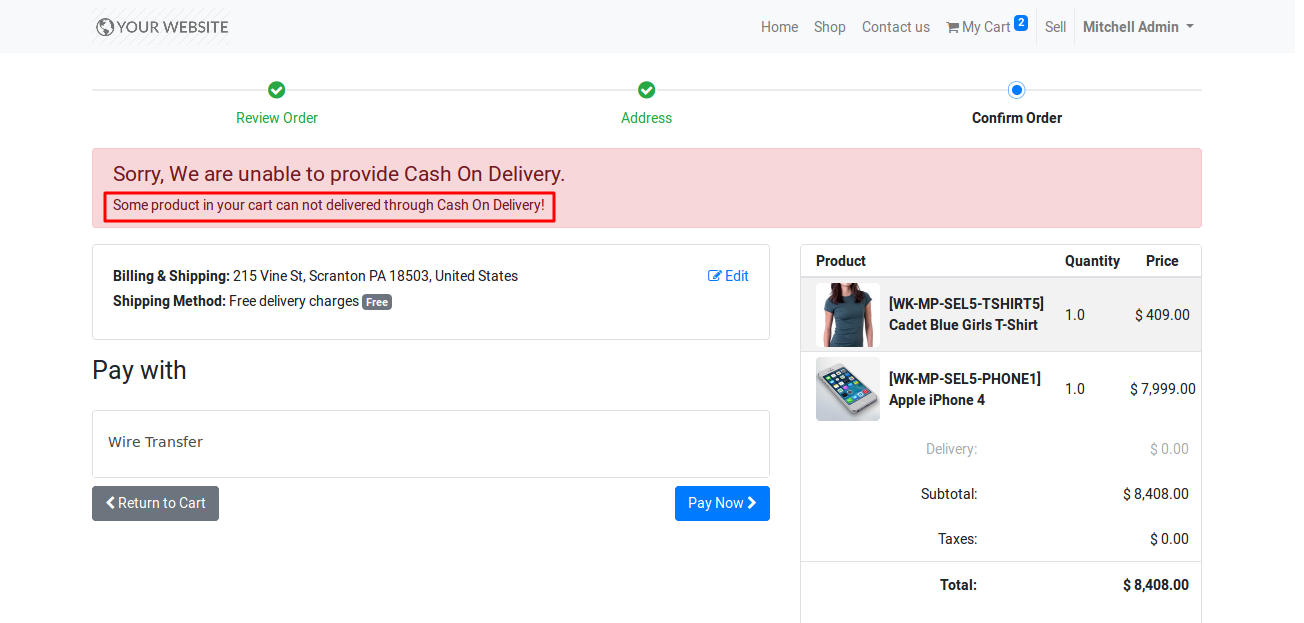 YOUR WEBSITE
Home Shop Contact us My Cart 2 Sell Mitchell Admin
Review Order Address Confirm Order
Sorry, We are unable to provide Cash On Delivery.
Some product in your cart can not delivered through Cash On Delivery!
Billing & Shipping: 215 Vine St, Scranton PA 18503, United States
Edit
Shipping Method: Free delivery charges Free
Pay with
Wire Transfer
Return to Cart Pay Now
Product Quantity Price
[WK-MP-SEL5-TSHIRT5]
Cadet Blue Girls T-Shirt
1.0 $ 409.00
[WK-MP-SEL5-PHONE1]
Apple iPhone 4
1.0 $ 7,999.00
Delivery: $ 0.00
Subtotal: $ 8,408.00
Taxes: $ 0.00
Total: $ 8,408.00